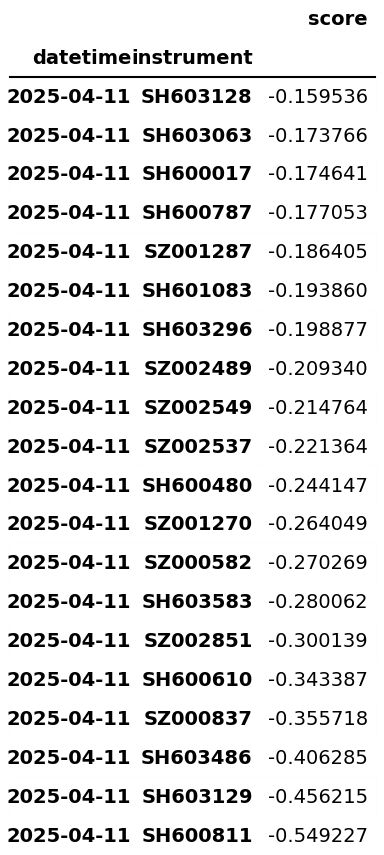 score
datetime instrument
2025-04-11 SH603128 -0.159536
2025-04-11 SH603063 -0.173766
2025-04-11 SH600017 -0.174641
2025-04-11 SH600787 -0.177053
2025-04-11 SZ001287 -0.186405
2025-04-11 SH601083 -0.193860
2025-04-11 SH603296 -0.198877
2025-04-11 SZ002489 -0.209340
2025-04-11 SZ002549 -0.214764
2025-04-11 SZ002537 -0.221364
2025-04-11 SH600480 -0.244147
2025-04-11 SZ001270 -0.264049
2025-04-11 SZ000582 -0.270269
2025-04-11 SH603583 -0.280062
2025-04-11 SZ002851 -0.300139
2025-04-11 SH600610 -0.343387
2025-04-11 SZ000837 -0.355718
2025-04-11 SH603486 -0.406285
2025-04-11 SH603129 -0.456215
2025-04-11 SH600811 -0.549227